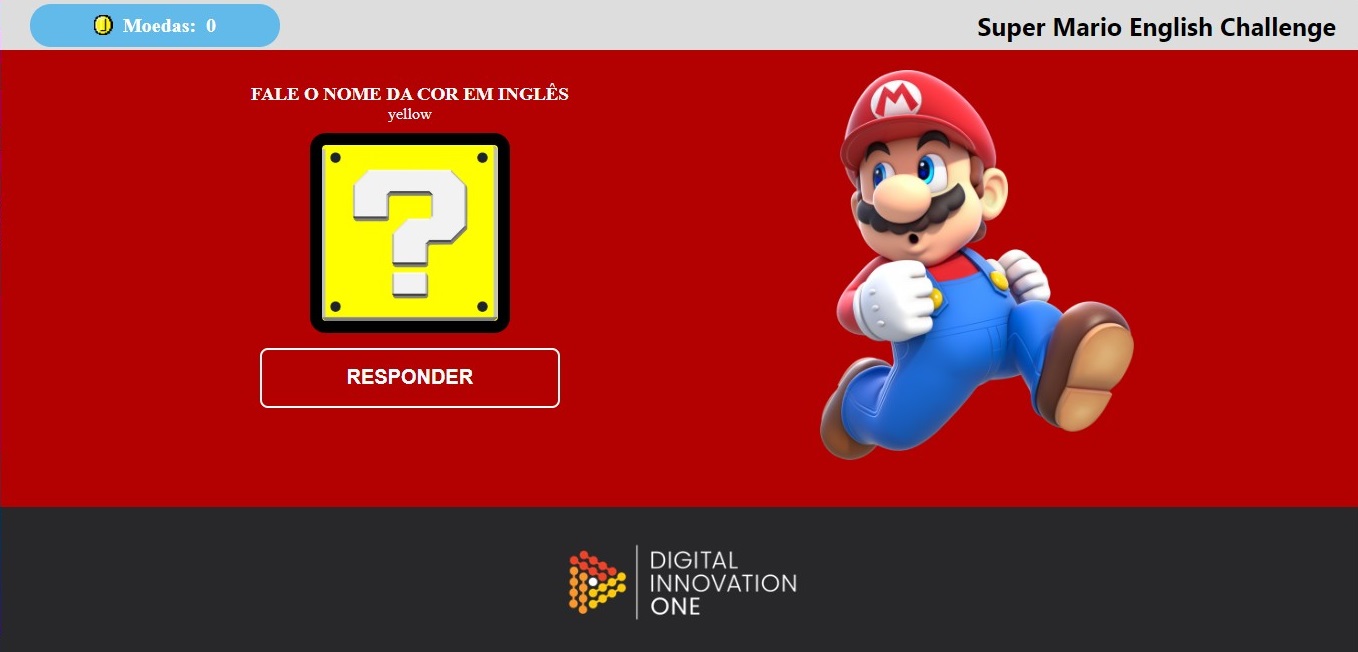 Moedas: 0
Super Mario English Challenge
FALE O NOME DA COR EM INGLÊS
yellow
?
M
RESPONDER
DIGITAL
INNOVATION
ONE